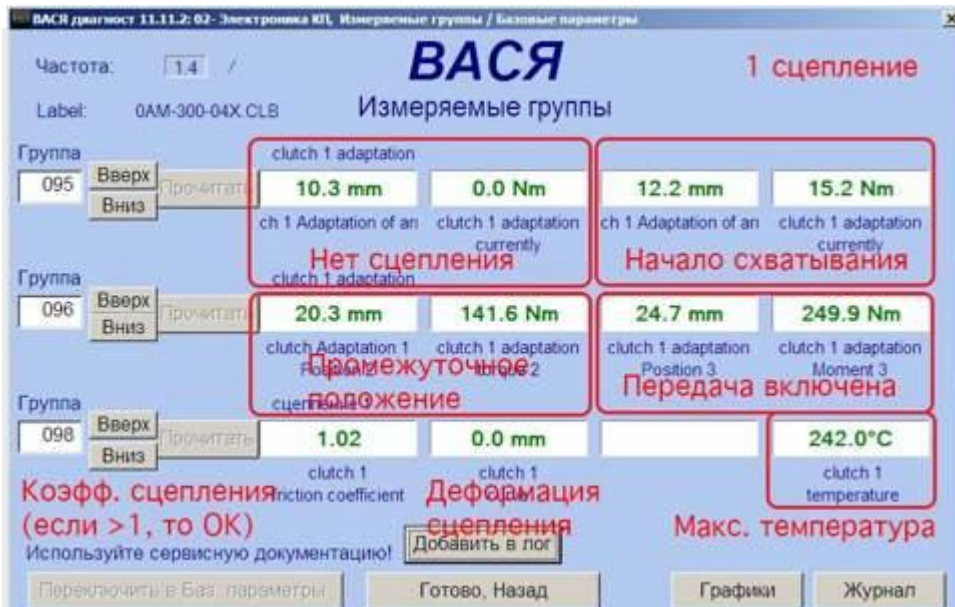 ВАСЯ диагност 11.11.2: 02- Электроника КП, Измеряемые группы / Базовые параметры
Частота: 1.4 /
ВАСЯ
1 сцепление
Label: 0AM-300-04X.CLB
Измеряемые группы
Группа
clutch 1 adaptation
095 Вверх Прочитать 10.3 mm 0.0 Nm 12.2 mm 15.2 Nm
Вниз
ch 1 Adaptation of an clutch 1 adaptation ch 1 Adaptation of an clutch 1 adaptation
currently currently
Нет сцепления Начало схватывания
Группа
clutch 1 adaptation
096 Вверх Прочитать 20.3 mm 141.6 Nm 24.7 mm 249.9 Nm
Вниз
clutch Adaptation 1 clutch 1 adaptation clutch 1 adaptation clutch 1 adaptation
Position 2 torque 2 Position 3 Moment 3
Промежуточное
положение
Передача включена
Группа
сцепление 1
098 Вверх Прочитать 1.02 0.0 mm 242.0°C
Вниз
clutch 1 clutch 1 clutch 1
friction coefficient temperature
Коэфф. сцепления
(если >1, то ОК)
Деформация
сцепления
Макс. температура
Используйте сервисную документацию!
Добавить в лог
Переключить в Баз. параметры Готово, Назад Графики Журнал